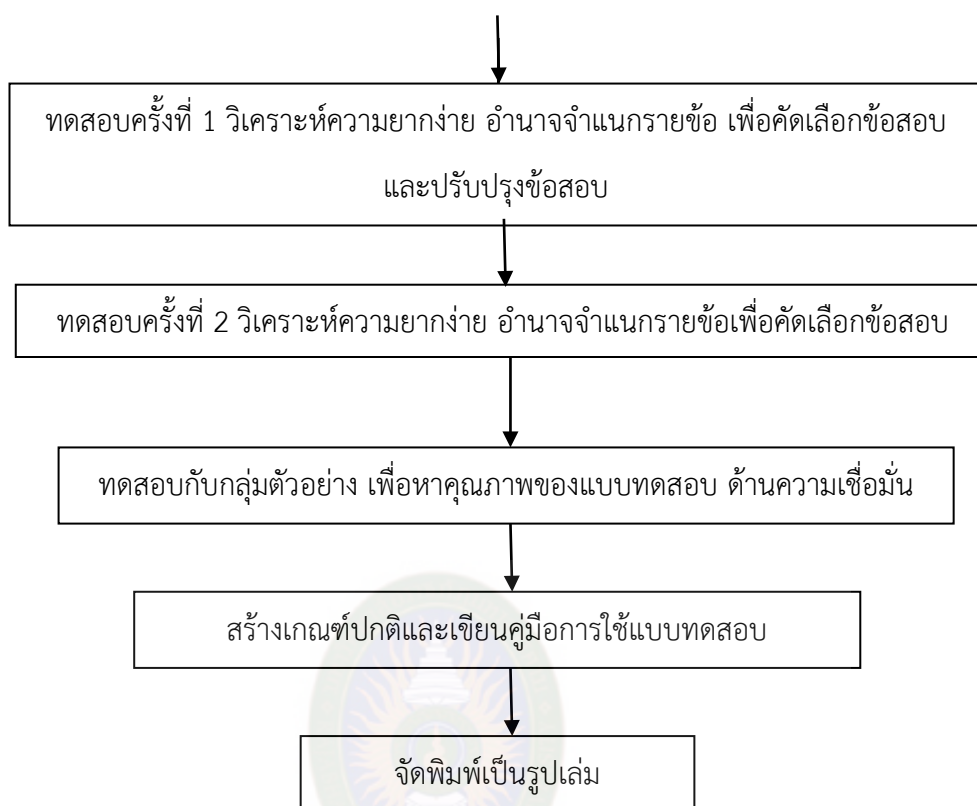 ทดสอบครั้งที่ 1 วิเคราะห์ความยากง่าย อำนาจจำแนกรายข้อ เพื่อคัดเลือกข้อสอบ
และปรับปรุงข้อสอบ
ทดสอบครั้งที่ 2 วิเคราะห์ความยากง่าย อำนาจจำแนกรายข้อเพื่อคัดเลือกข้อสอบ
ทดสอบกับกลุ่มตัวอย่าง เพื่อหาคุณภาพของแบบทดสอบ ด้านความเชื่อมั่น
สร้างเกณฑ์ปกติและเขียนคู่มือการใช้แบบทดสอบ
จัดพิมพ์เป็นรูปเล่ม